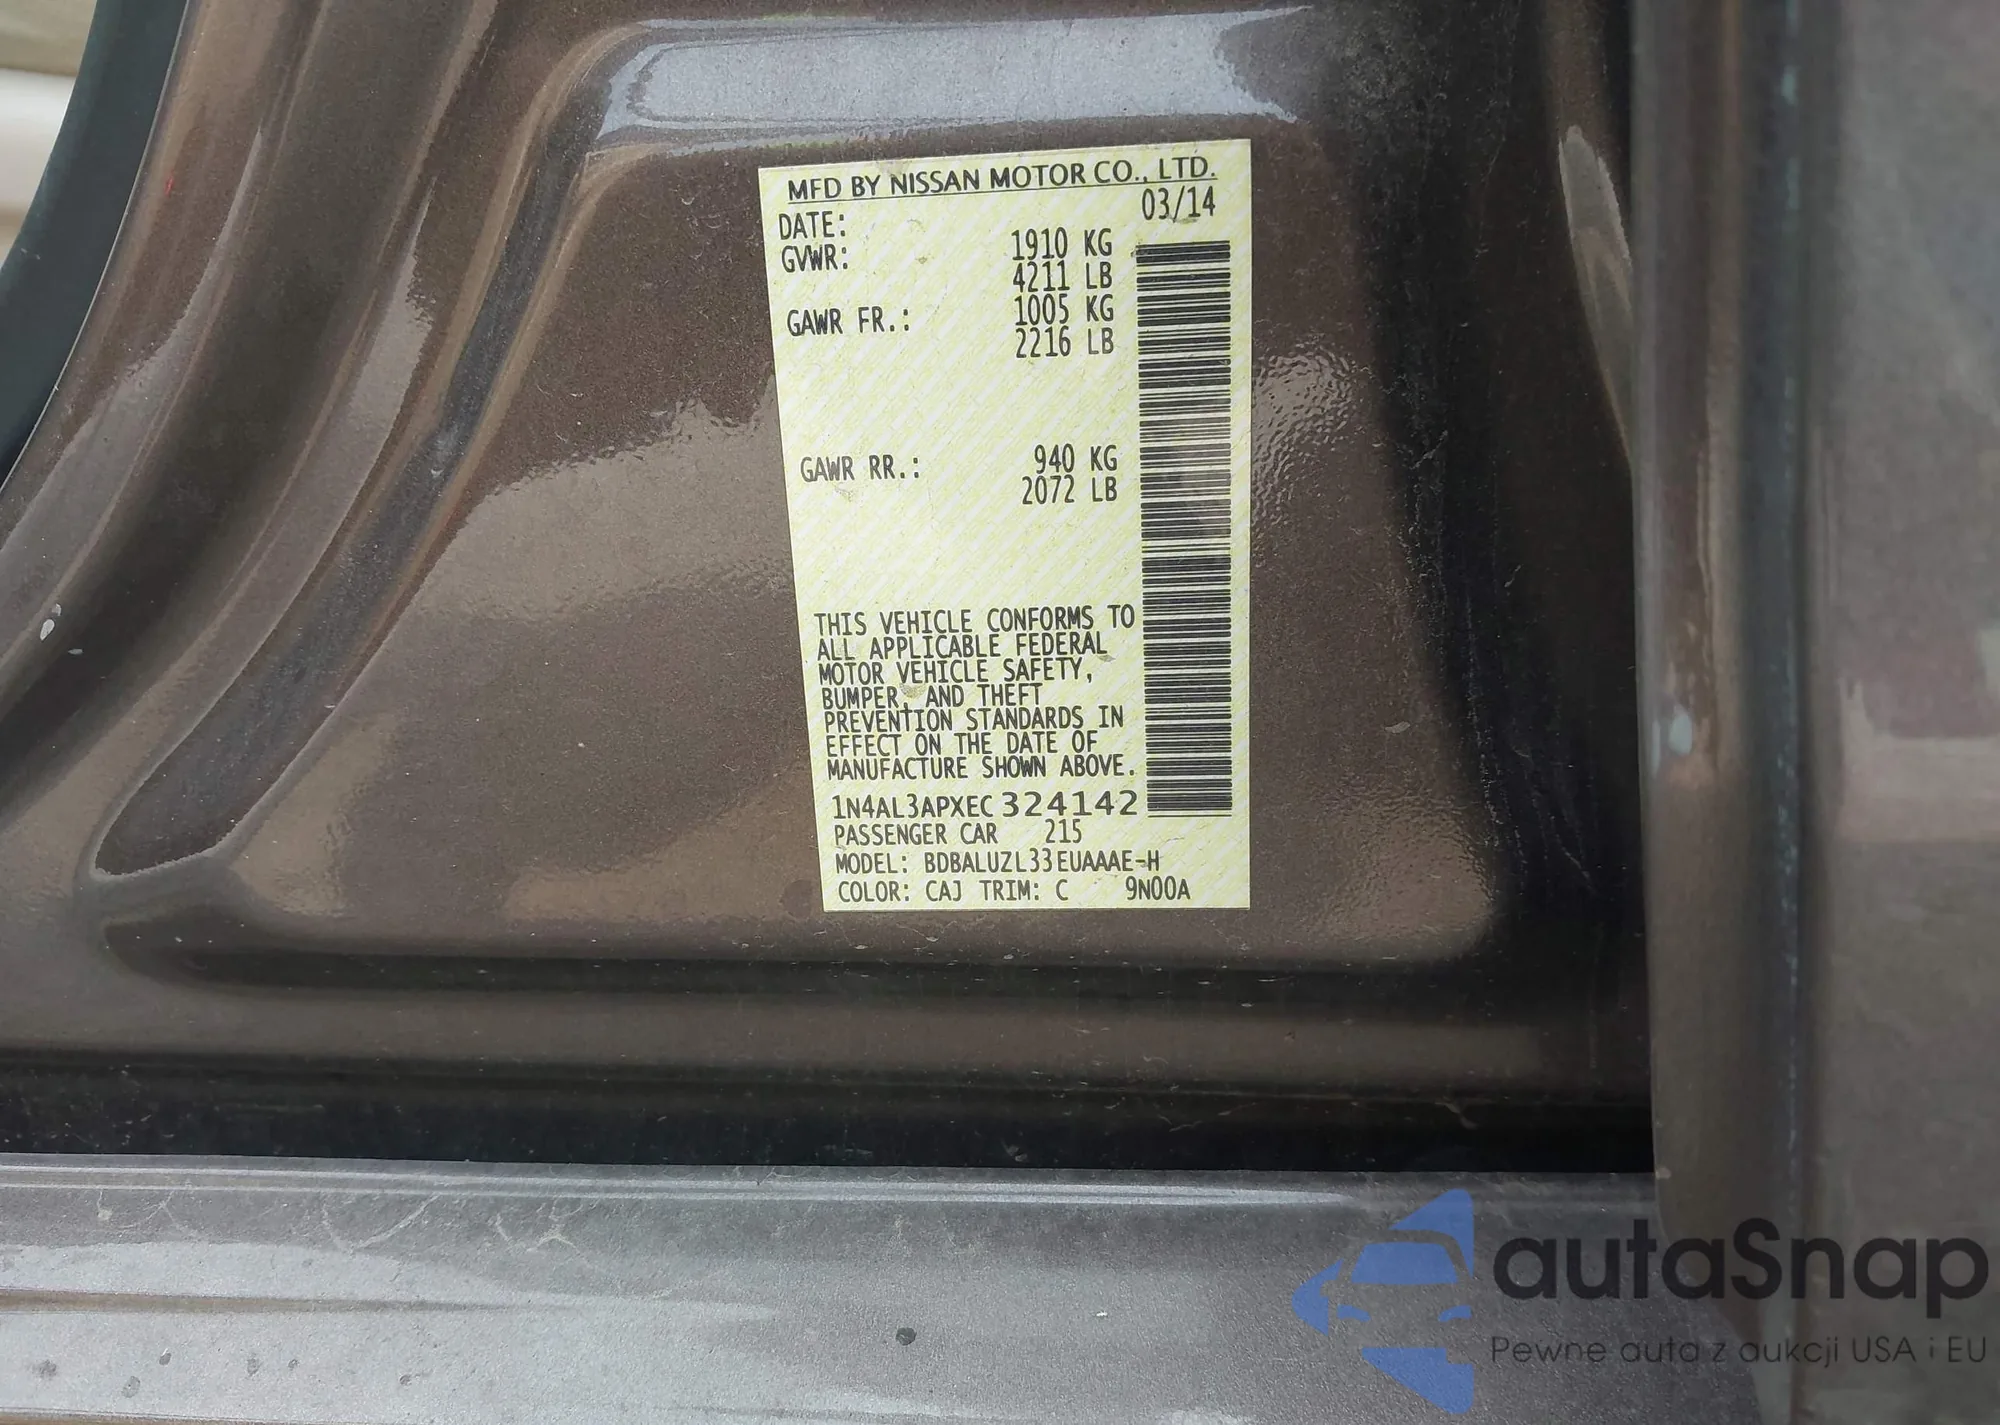 MFD BY NISSAN MOTOR CO., LTD.
DATE: 03/14
GVWR: 1910 KG
4211 LB
GAWR FR.: 1005 KG
2216 LB
GAWR RR.: 940 KG
2072 LB
THIS VEHICLE CONFORMS TO
ALL APPLICABLE FEDERAL
MOTOR VEHICLE SAFETY,
BUMPER, AND THEFT
PREVENTION STANDARDS IN
EFFECT ON THE DATE OF
MANUFACTURE SHOWN ABOVE.
1N4AL3APXEC324142
PASSENGER CAR 215
MODEL: BDBALUZL33EUAAAE-H
COLOR: CAJ TRIM: C 9N00A
autaSnap
Pewne auta z aukcji USA i EU